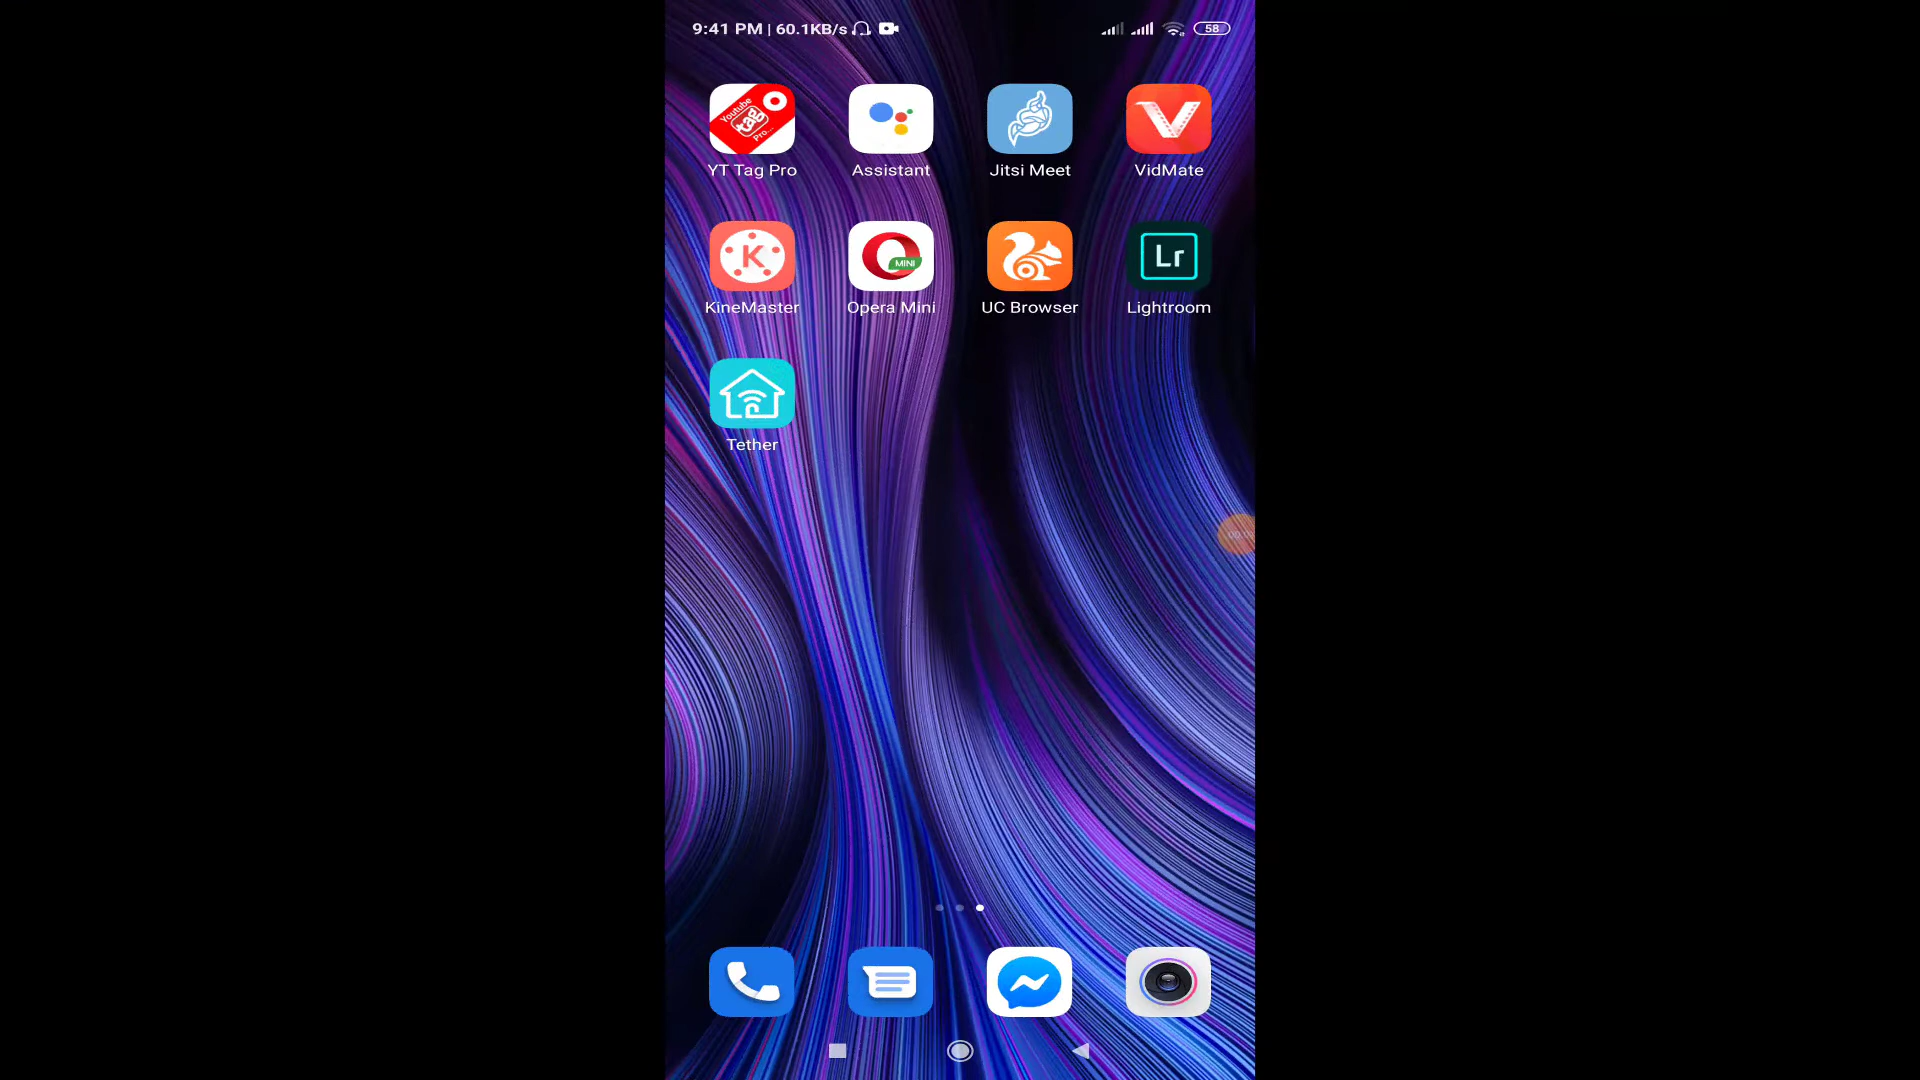 9:41 PM | 60.1KB/s
58
Youtube
tag
Pro...
YT Tag Pro
Assistant
Jitsi Meet
VidMate
K
MINI
Lr
KineMaster
Opera Mini
UC Browser
Lightroom
Tether